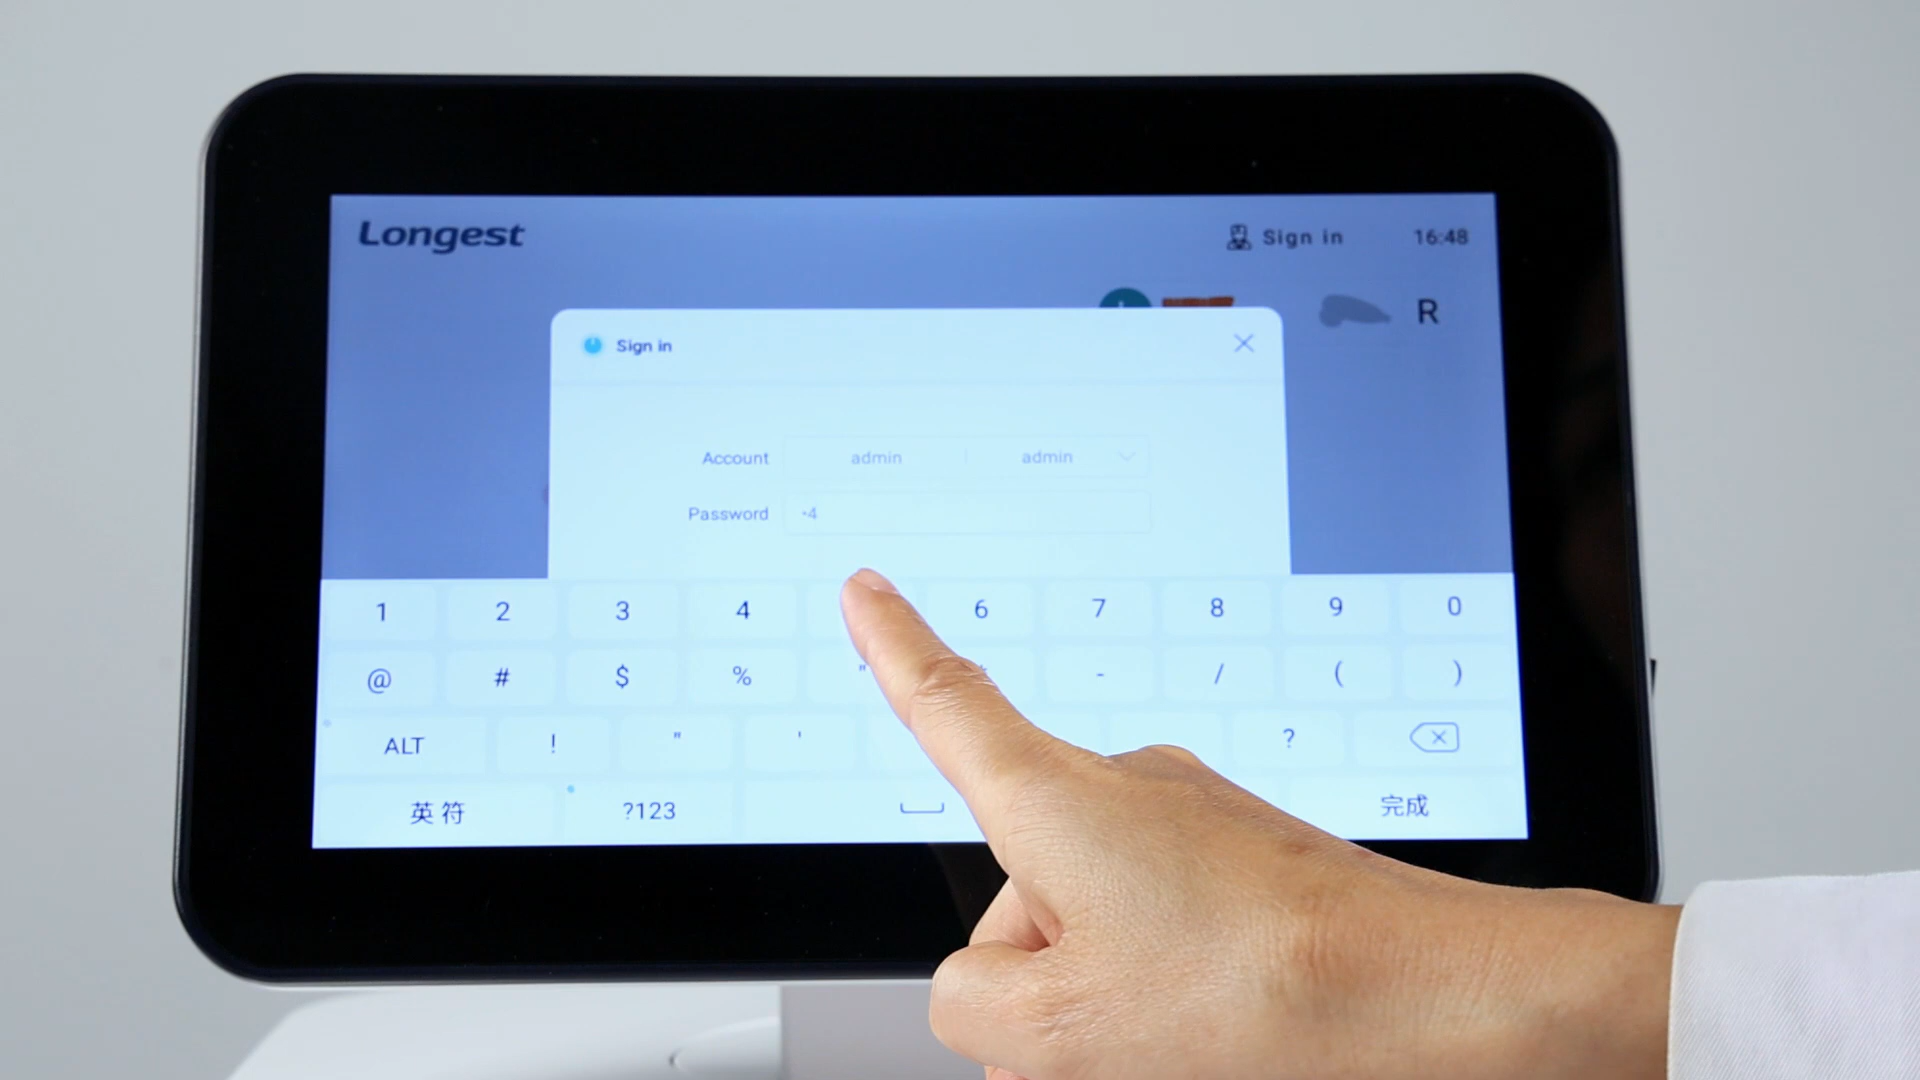 Longest
Sign in 16:48
R
Sign in
Account admin admin
Password •4
1 2 3 4 6 7 8 9 0
@ # $ % " - / ( )
ALT ! " ' ?
英符 ?123 完成